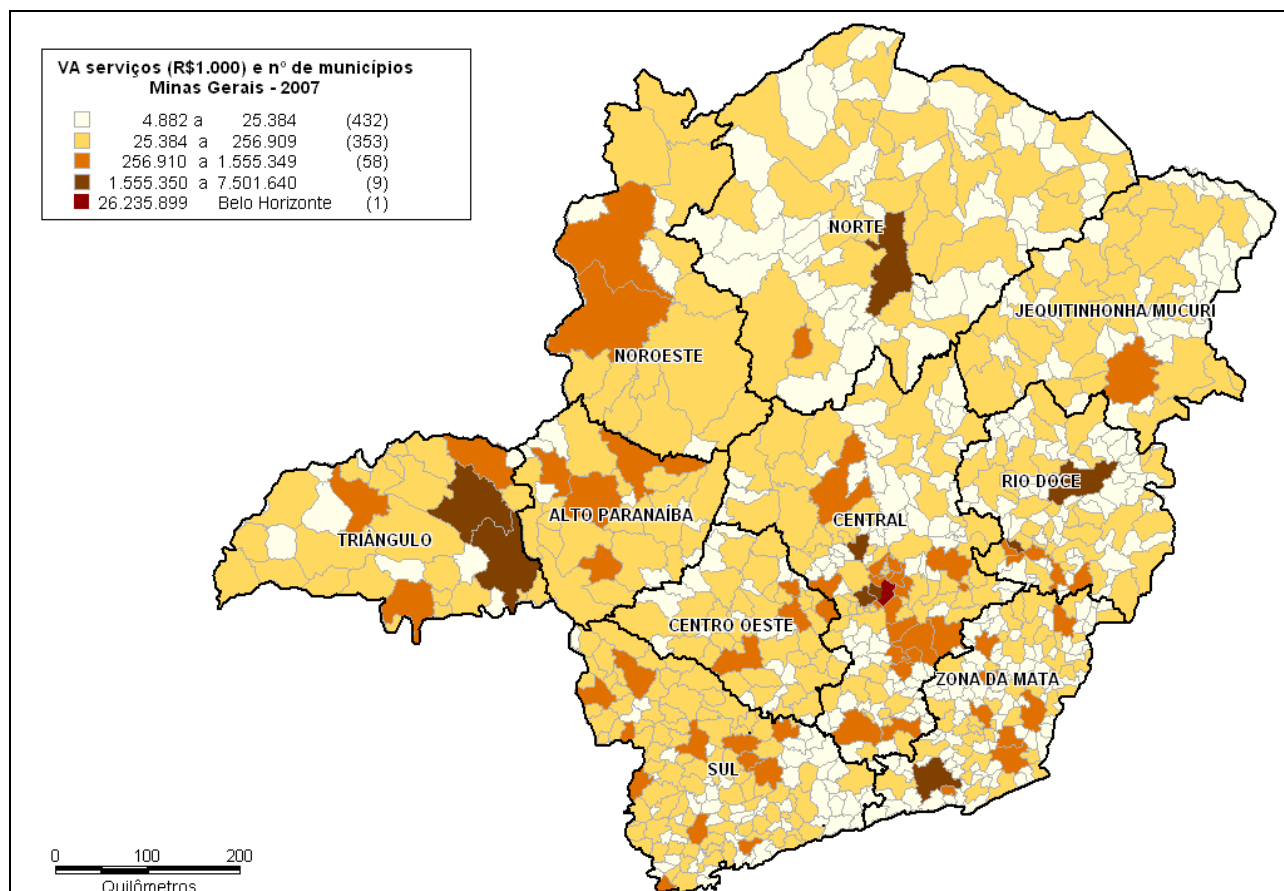 VA serviços (R$1.000) e nº de municípios
Minas Gerais - 2007
4.882 a 25.384 (432)
25.384 a 256.909 (353)
256.910 a 1.555.349 (58)
1.555.350 a 7.501.640 (9)
26.235.899 Belo Horizonte (1)
NORTE
JEQUITINHONHA/MUCURI
NOROESTE
RIO DOCE
ALTO PARANAÍBA
CENTRAL
TRIÂNGULO
CENTRO OESTE
ZONA DA MATA
SUL
0 100 200
Quilômetros